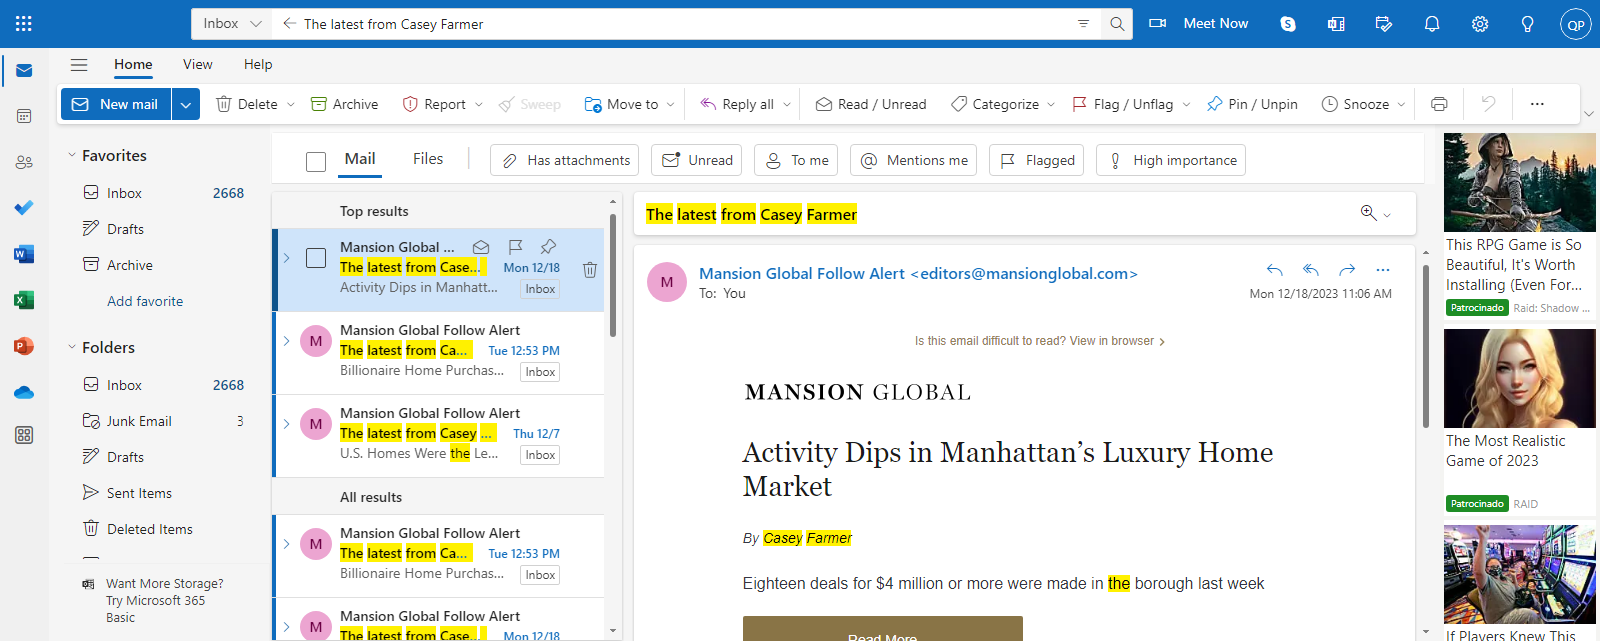 Inbox
The latest from Casey Farmer
Meet Now
QP
Home
View
Help
New mail
Delete
Archive
Report
Sweep
Move to
Reply all
Read / Unread
Categorize
Flag / Unflag
Pin / Unpin
Snooze
Favorites
Inbox 2668
Drafts
Archive
Add favorite
Folders
Inbox 2668
Junk Email 3
Drafts
Sent Items
Deleted Items
Want More Storage?
Try Microsoft 365
Basic
Mail
Files
Has attachments
Unread
To me
Mentions me
Flagged
High importance
Top results
Mansion Global ...
The latest from Case... Mon 12/18
Activity Dips in Manhatt... Inbox
M
Mansion Global Follow Alert
The latest from Ca... Tue 12:53 PM
Billionaire Home Purchas... Inbox
M
Mansion Global Follow Alert
The latest from Casey ... Thu 12/7
U.S. Homes Were the Le... Inbox
All results
M
Mansion Global Follow Alert
The latest from Ca... Tue 12:53 PM
Billionaire Home Purchas... Inbox
M
Mansion Global Follow Alert
The latest from Case... Mon 12/18
The latest from Casey Farmer
M
Mansion Global Follow Alert <editors@mansionglobal.com>
To: You
Mon 12/18/2023 11:06 AM
Is this email difficult to read? View in browser >
MANSION GLOBAL
Activity Dips in Manhattan’s Luxury Home
Market
By Casey Farmer
Eighteen deals for $4 million or more were made in the borough last week
Read More
This RPG Game is So
Beautiful, It's Worth
Installing (Even For...
Patrocinado Raid: Shadow ...
The Most Realistic
Game of 2023
Patrocinado RAID
If Players Knew This